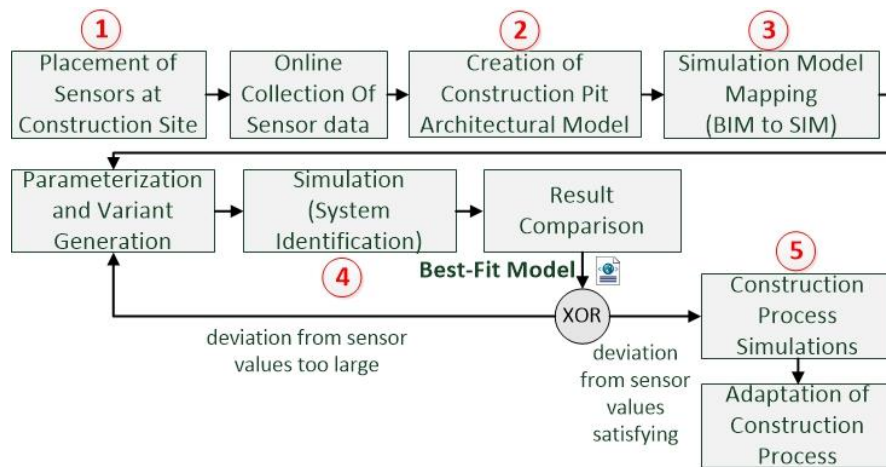 1
Placement of
Sensors at
Construction Site
Online
Collection Of
Sensor data
2
Creation of
Construction Pit
Architectural Model
3
Simulation Model
Mapping
(BIM to SIM)
Parameterization
and Variant
Generation
Simulation
(System
Identification)
4
Result
Comparison
Best-Fit Model
XOR
deviation from sensor
values too large
deviation
from sensor
values
satisfying
5
Construction
Process
Simulations
Adaptation of
Construction
Process